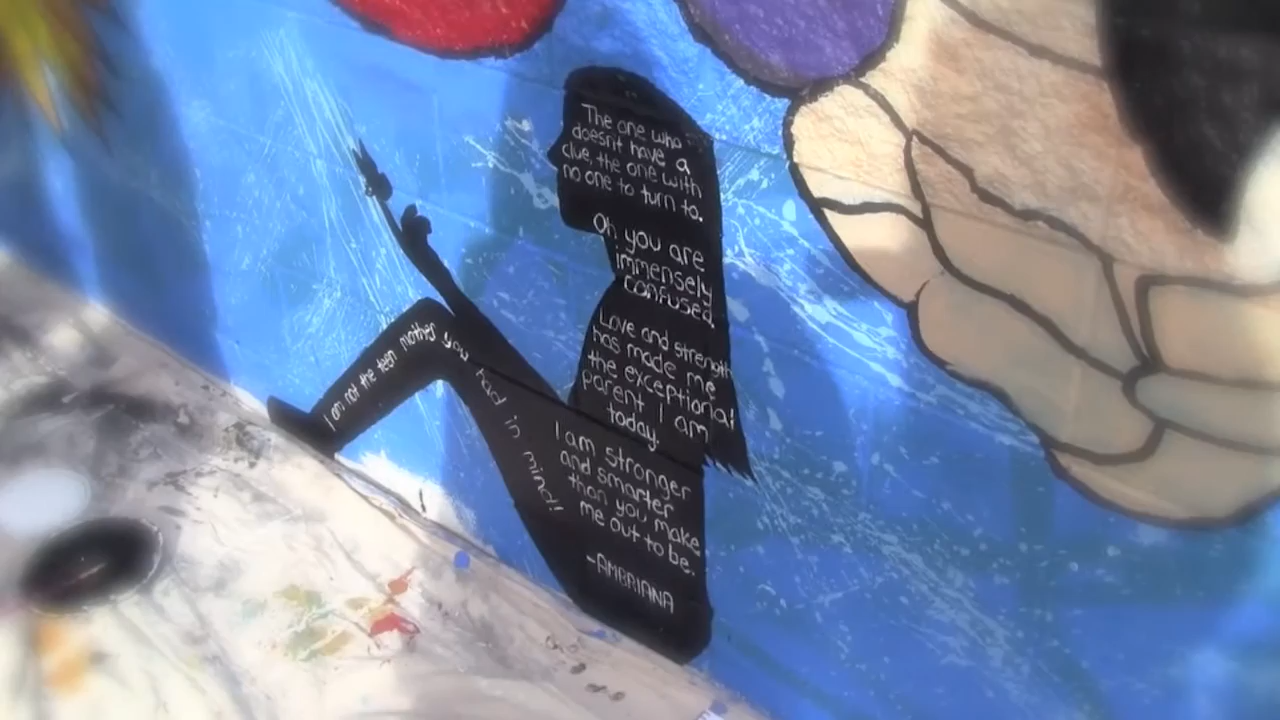 The one who
doesnt have a
clue, the one with
no one to turn to.
Oh you are
immensely
confused.
Love and strength
has made me
the exceptional
parent I am
today.
I am stronger
and smarter
than you make
me out to be.
-AMBRIANA
I am not the teen mother you had in mind!